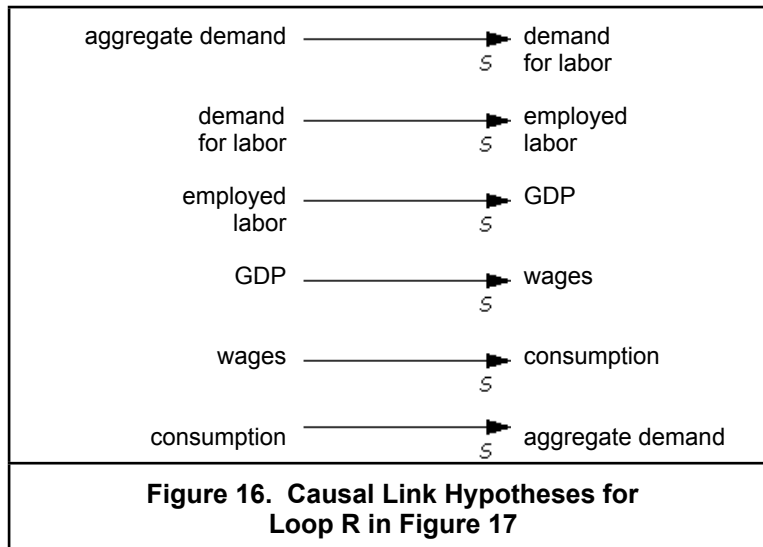 aggregate demand
demand
for labor
S
demand
for labor
employed
labor
S
employed
labor
GDP
S
GDP
wages
S
wages
consumption
S
consumption
aggregate demand
S
Figure 16. Causal Link Hypotheses for
Loop R in Figure 17